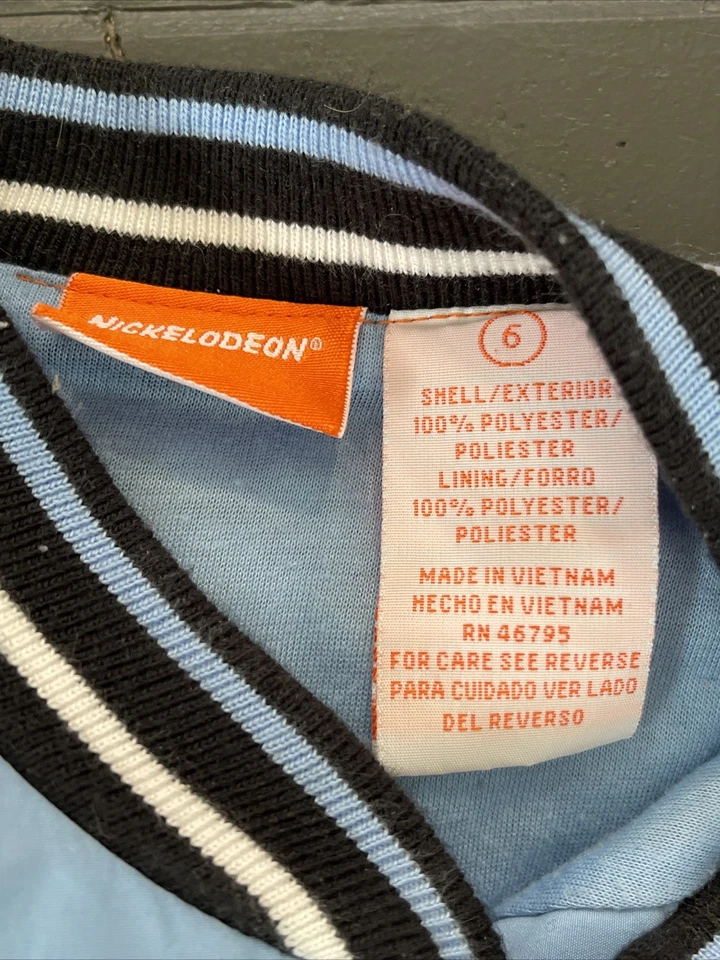 NICKELODEON®
6
SHELL/EXTERIOR
100% POLYESTER/
POLIESTER
LINING/FORRO
100% POLYESTER/
POLIESTER
MADE IN VIETNAM
HECHO EN VIETNAM
RN 46795
FOR CARE SEE REVERSE
PARA CUIDADO VER LADO
DEL REVERSO